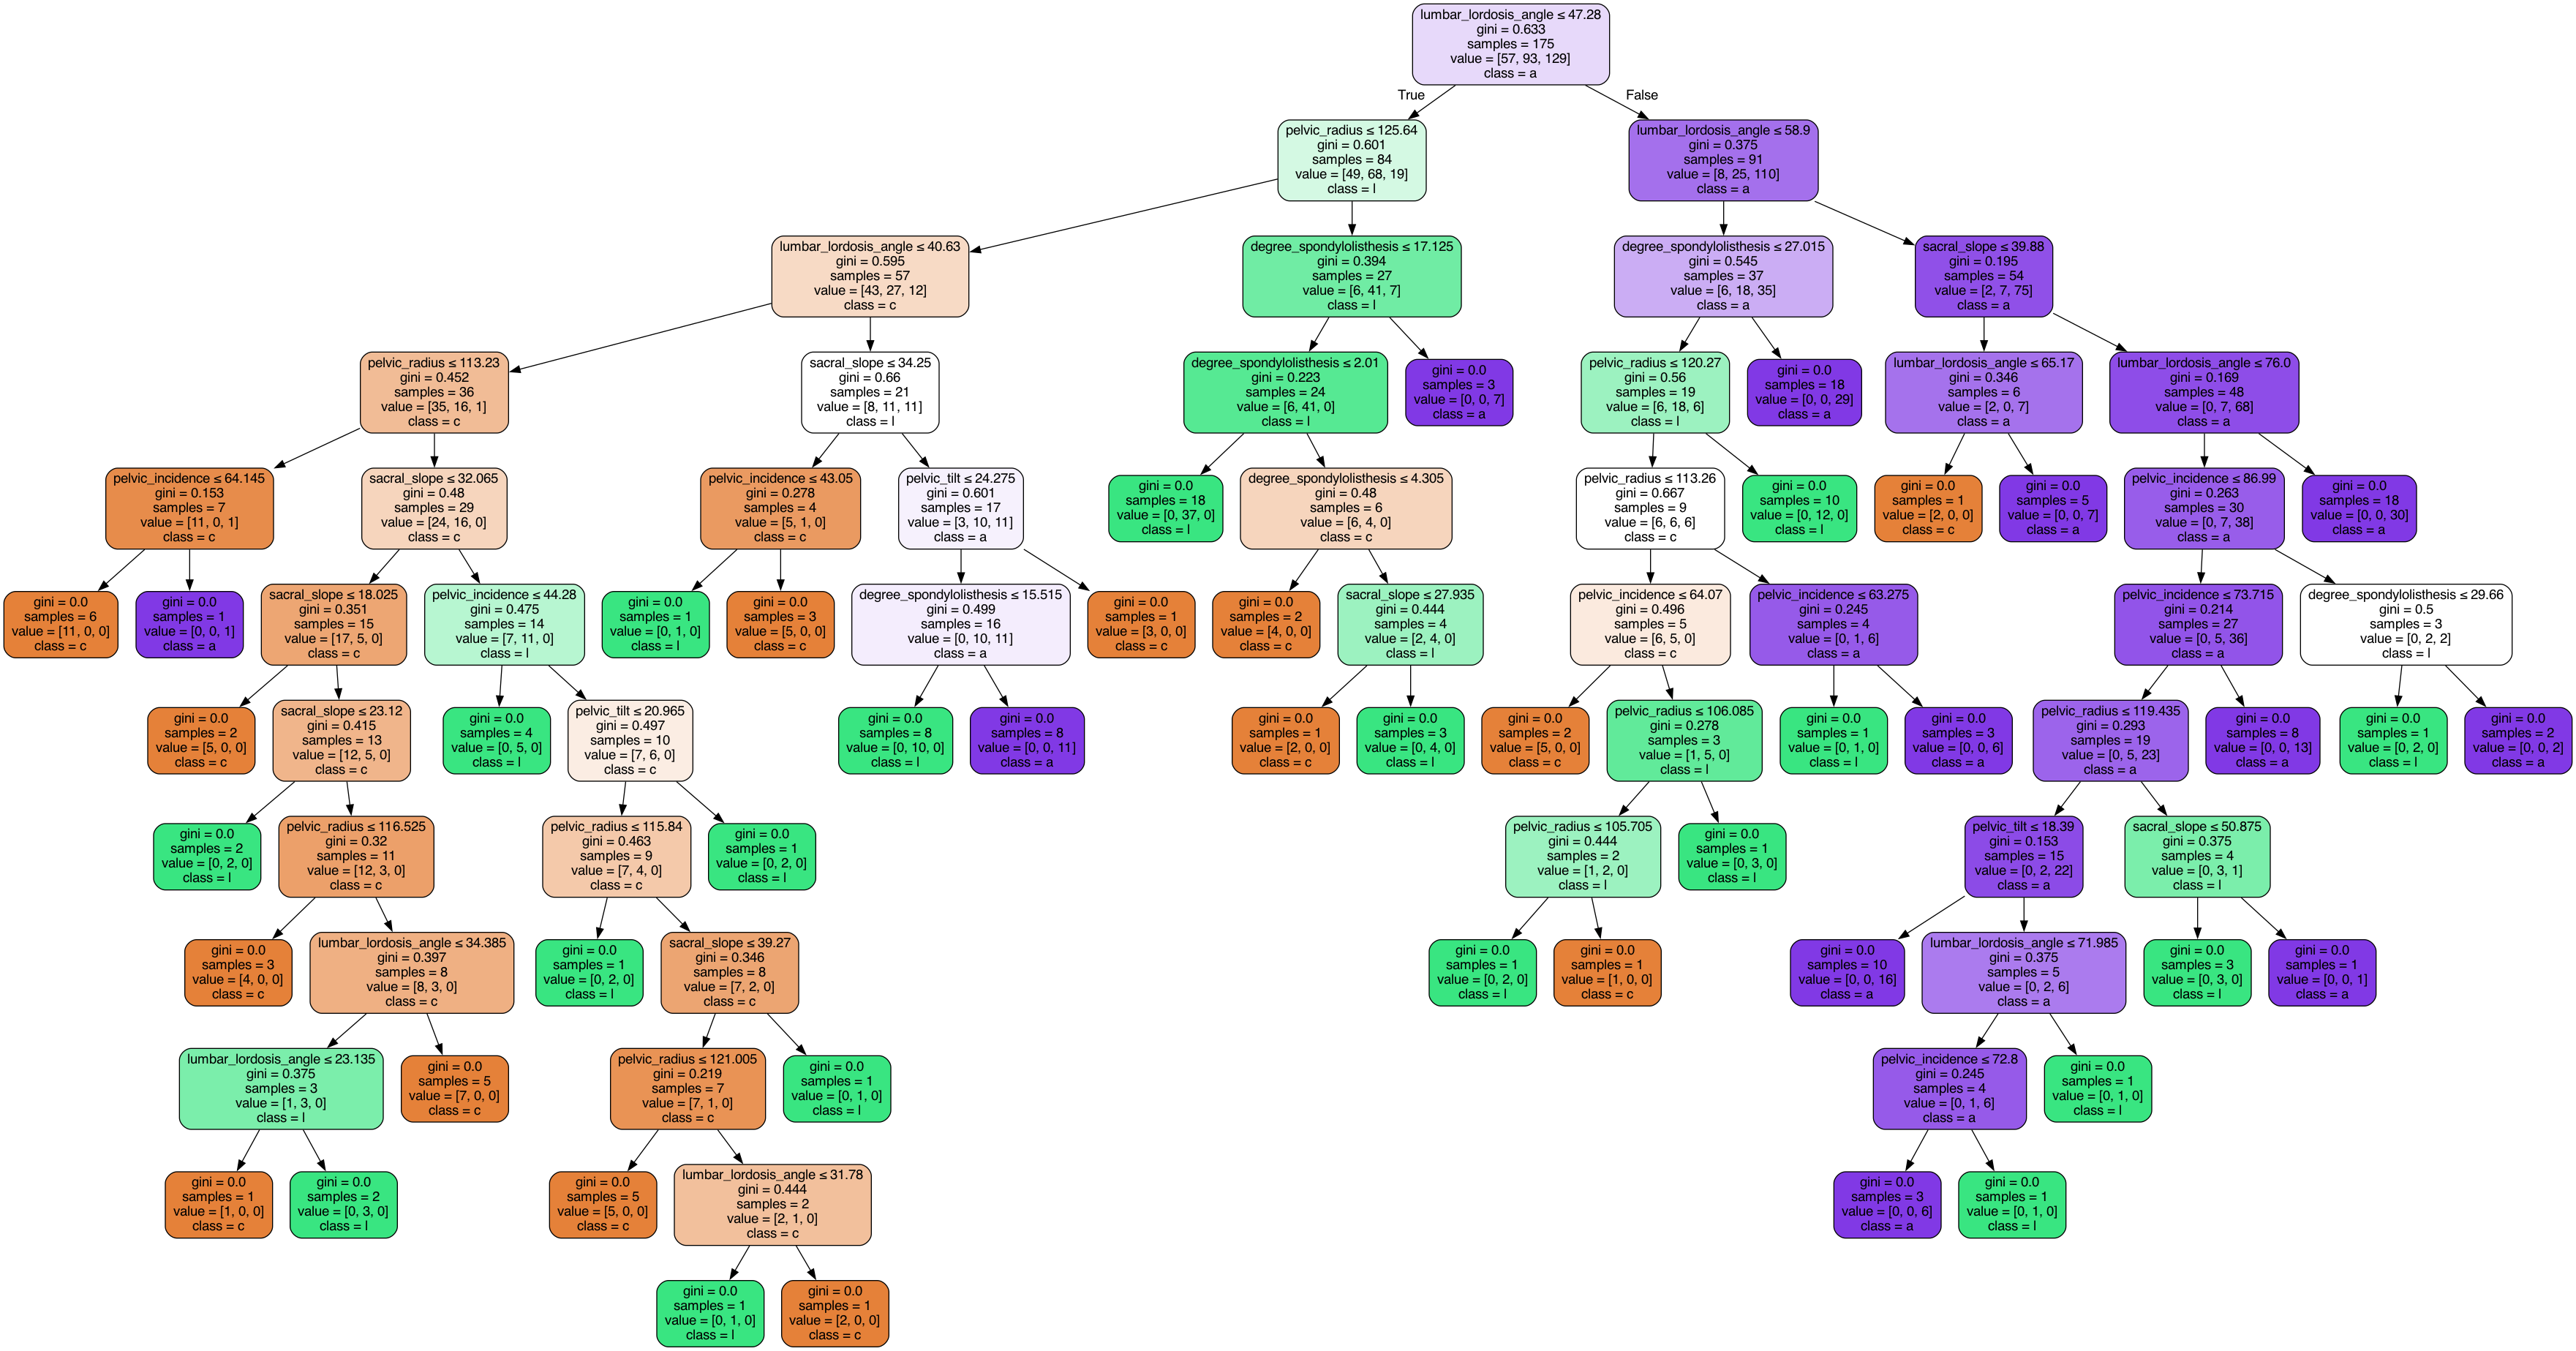 lumbar_lordosis_angle ≤ 47.28
gini = 0.633
samples = 175
value = [57, 93, 129]
class = a
True
False
pelvic_radius ≤ 125.64
gini = 0.601
samples = 84
value = [49, 68, 19]
class = l
lumbar_lordosis_angle ≤ 58.9
gini = 0.375
samples = 91
value = [8, 25, 110]
class = a
lumbar_lordosis_angle ≤ 40.63
gini = 0.595
samples = 57
value = [43, 27, 12]
class = c
degree_spondylolisthesis ≤ 17.125
gini = 0.394
samples = 27
value = [6, 41, 7]
class = l
degree_spondylolisthesis ≤ 27.015
gini = 0.545
samples = 37
value = [6, 18, 35]
class = a
sacral_slope ≤ 39.88
gini = 0.195
samples = 54
value = [2, 7, 75]
class = a
pelvic_radius ≤ 113.23
gini = 0.452
samples = 36
value = [35, 16, 1]
class = c
sacral_slope ≤ 34.25
gini = 0.66
samples = 21
value = [8, 11, 11]
class = l
degree_spondylolisthesis ≤ 2.01
gini = 0.223
samples = 24
value = [6, 41, 0]
class = l
gini = 0.0
samples = 3
value = [0, 0, 7]
class = a
pelvic_radius ≤ 120.27
gini = 0.56
samples = 19
value = [6, 18, 6]
class = l
gini = 0.0
samples = 18
value = [0, 0, 29]
class = a
lumbar_lordosis_angle ≤ 65.17
gini = 0.346
samples = 6
value = [2, 0, 7]
class = a
lumbar_lordosis_angle ≤ 76.0
gini = 0.169
samples = 48
value = [0, 7, 68]
class = a
pelvic_incidence ≤ 64.145
gini = 0.153
samples = 7
value = [11, 0, 1]
class = c
sacral_slope ≤ 32.065
gini = 0.48
samples = 29
value = [24, 16, 0]
class = c
pelvic_incidence ≤ 43.05
gini = 0.278
samples = 4
value = [5, 1, 0]
class = c
pelvic_tilt ≤ 24.275
gini = 0.601
samples = 17
value = [3, 10, 11]
class = a
gini = 0.0
samples = 18
value = [0, 37, 0]
class = l
degree_spondylolisthesis ≤ 4.305
gini = 0.48
samples = 6
value = [6, 4, 0]
class = c
pelvic_radius ≤ 113.26
gini = 0.667
samples = 9
value = [6, 6, 6]
class = c
gini = 0.0
samples = 10
value = [0, 12, 0]
class = l
gini = 0.0
samples = 1
value = [2, 0, 0]
class = c
gini = 0.0
samples = 5
value = [0, 0, 7]
class = a
pelvic_incidence ≤ 86.99
gini = 0.263
samples = 30
value = [0, 7, 38]
class = a
gini = 0.0
samples = 18
value = [0, 0, 30]
class = a
gini = 0.0
samples = 6
value = [11, 0, 0]
class = c
gini = 0.0
samples = 1
value = [0, 0, 1]
class = a
sacral_slope ≤ 18.025
gini = 0.351
samples = 15
value = [17, 5, 0]
class = c
pelvic_incidence ≤ 44.28
gini = 0.475
samples = 14
value = [7, 11, 0]
class = l
gini = 0.0
samples = 1
value = [0, 1, 0]
class = l
gini = 0.0
samples = 3
value = [5, 0, 0]
class = c
degree_spondylolisthesis ≤ 15.515
gini = 0.499
samples = 16
value = [0, 10, 11]
class = a
gini = 0.0
samples = 1
value = [3, 0, 0]
class = c
gini = 0.0
samples = 2
value = [4, 0, 0]
class = c
sacral_slope ≤ 27.935
gini = 0.444
samples = 4
value = [2, 4, 0]
class = l
pelvic_incidence ≤ 64.07
gini = 0.496
samples = 5
value = [6, 5, 0]
class = c
pelvic_incidence ≤ 63.275
gini = 0.245
samples = 4
value = [0, 1, 6]
class = a
pelvic_incidence ≤ 73.715
gini = 0.214
samples = 27
value = [0, 5, 36]
class = a
degree_spondylolisthesis ≤ 29.66
gini = 0.5
samples = 3
value = [0, 2, 2]
class = l
gini = 0.0
samples = 2
value = [5, 0, 0]
class = c
sacral_slope ≤ 23.12
gini = 0.415
samples = 13
value = [12, 5, 0]
class = c
gini = 0.0
samples = 4
value = [0, 5, 0]
class = l
pelvic_tilt ≤ 20.965
gini = 0.497
samples = 10
value = [7, 6, 0]
class = c
gini = 0.0
samples = 8
value = [0, 10, 0]
class = l
gini = 0.0
samples = 8
value = [0, 0, 11]
class = a
gini = 0.0
samples = 1
value = [2, 0, 0]
class = c
gini = 0.0
samples = 3
value = [0, 4, 0]
class = l
gini = 0.0
samples = 2
value = [5, 0, 0]
class = c
pelvic_radius ≤ 106.085
gini = 0.278
samples = 3
value = [1, 5, 0]
class = l
gini = 0.0
samples = 1
value = [0, 1, 0]
class = l
gini = 0.0
samples = 3
value = [0, 0, 6]
class = a
pelvic_radius ≤ 119.435
gini = 0.293
samples = 19
value = [0, 5, 23]
class = a
gini = 0.0
samples = 8
value = [0, 0, 13]
class = a
gini = 0.0
samples = 1
value = [0, 2, 0]
class = l
gini = 0.0
samples = 2
value = [0, 0, 2]
class = a
gini = 0.0
samples = 2
value = [0, 2, 0]
class = l
pelvic_radius ≤ 116.525
gini = 0.32
samples = 11
value = [12, 3, 0]
class = c
pelvic_radius ≤ 115.84
gini = 0.463
samples = 9
value = [7, 4, 0]
class = c
gini = 0.0
samples = 1
value = [0, 2, 0]
class = l
pelvic_radius ≤ 105.705
gini = 0.444
samples = 2
value = [1, 2, 0]
class = l
gini = 0.0
samples = 1
value = [0, 3, 0]
class = l
pelvic_tilt ≤ 18.39
gini = 0.153
samples = 15
value = [0, 2, 22]
class = a
sacral_slope ≤ 50.875
gini = 0.375
samples = 4
value = [0, 3, 1]
class = l
gini = 0.0
samples = 3
value = [4, 0, 0]
class = c
lumbar_lordosis_angle ≤ 34.385
gini = 0.397
samples = 8
value = [8, 3, 0]
class = c
gini = 0.0
samples = 1
value = [0, 2, 0]
class = l
sacral_slope ≤ 39.27
gini = 0.346
samples = 8
value = [7, 2, 0]
class = c
gini = 0.0
samples = 1
value = [0, 2, 0]
class = l
gini = 0.0
samples = 1
value = [1, 0, 0]
class = c
gini = 0.0
samples = 10
value = [0, 0, 16]
class = a
lumbar_lordosis_angle ≤ 71.985
gini = 0.375
samples = 5
value = [0, 2, 6]
class = a
gini = 0.0
samples = 3
value = [0, 3, 0]
class = l
gini = 0.0
samples = 1
value = [0, 0, 1]
class = a
lumbar_lordosis_angle ≤ 23.135
gini = 0.375
samples = 3
value = [1, 3, 0]
class = l
gini = 0.0
samples = 5
value = [7, 0, 0]
class = c
pelvic_radius ≤ 121.005
gini = 0.219
samples = 7
value = [7, 1, 0]
class = c
gini = 0.0
samples = 1
value = [0, 1, 0]
class = l
pelvic_incidence ≤ 72.8
gini = 0.245
samples = 4
value = [0, 1, 6]
class = a
gini = 0.0
samples = 1
value = [0, 1, 0]
class = l
gini = 0.0
samples = 1
value = [1, 0, 0]
class = c
gini = 0.0
samples = 2
value = [0, 3, 0]
class = l
gini = 0.0
samples = 5
value = [5, 0, 0]
class = c
lumbar_lordosis_angle ≤ 31.78
gini = 0.444
samples = 2
value = [2, 1, 0]
class = c
gini = 0.0
samples = 3
value = [0, 0, 6]
class = a
gini = 0.0
samples = 1
value = [0, 1, 0]
class = l
gini = 0.0
samples = 1
value = [0, 1, 0]
class = l
gini = 0.0
samples = 1
value = [2, 0, 0]
class = c